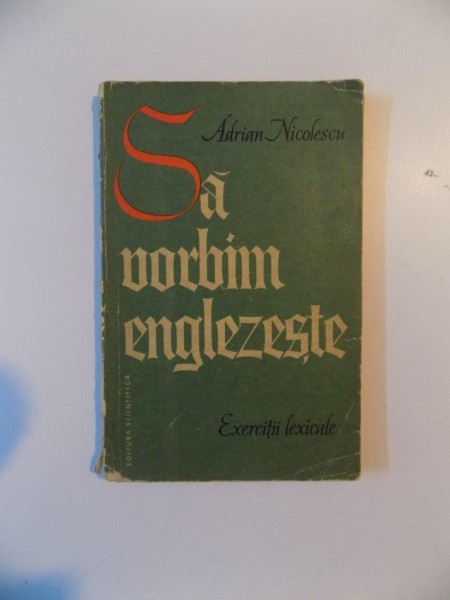 Adrian Nicolescu
Să
vorbim
englezește
Exerciții lexicale
EDITURA ȘTIINȚIFICĂ